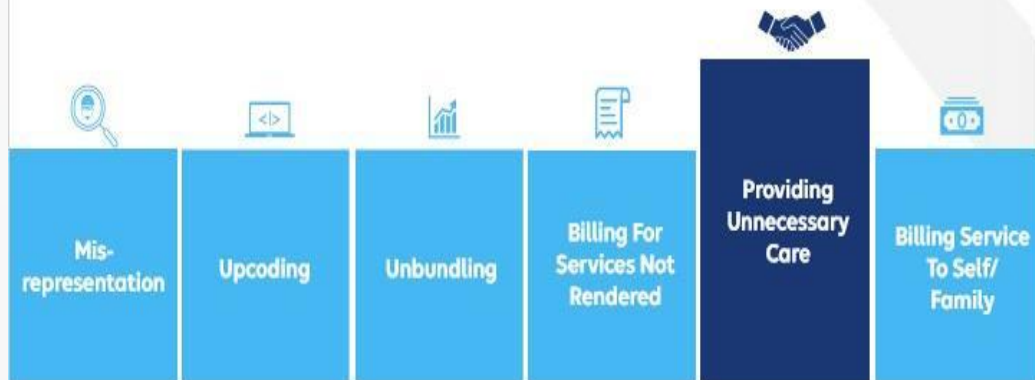 Mis-
representation
Upcoding
Unbundling
Billing For
Services Not
Rendered
Providing
Unnecessary
Care
Billing Service
To Self/
Family